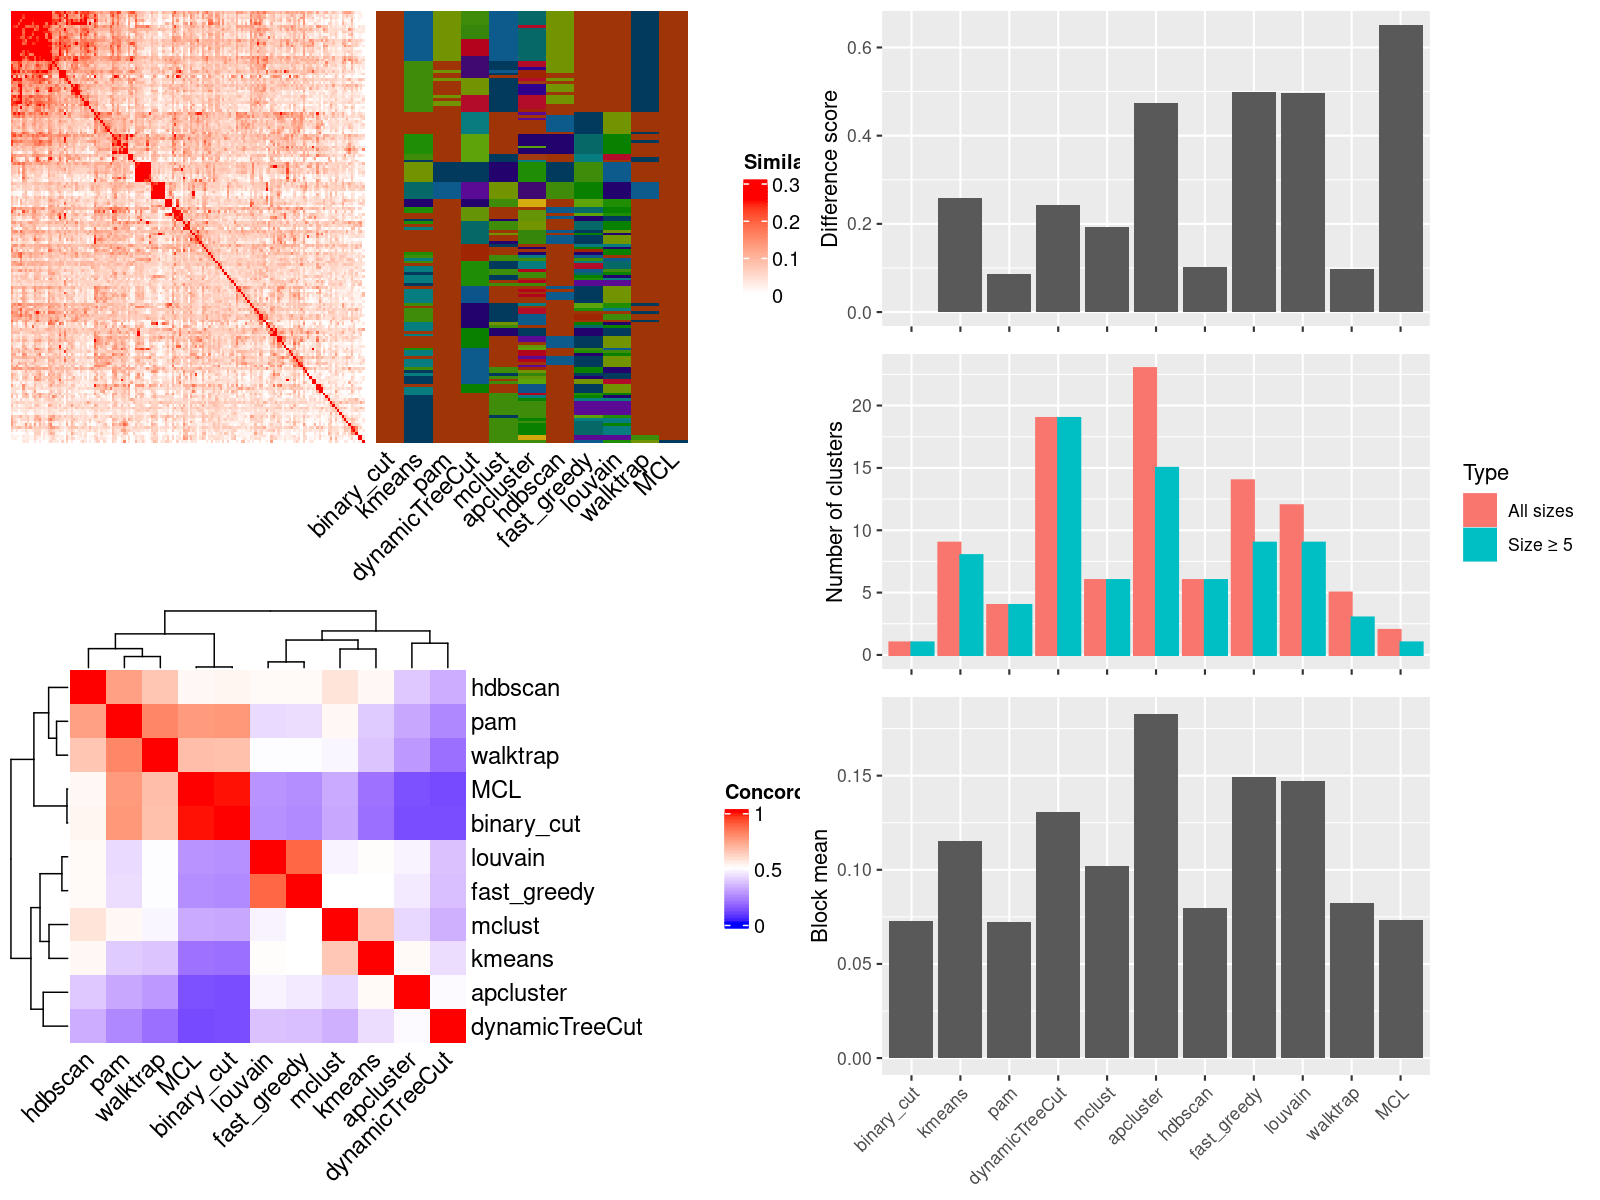 Simila
0.3
0.2
0.1
0
binary_cut
kmeans
pam
dynamicTreeCut
mclust
apcluster
hdbscan
fast_greedy
louvain
walktrap
MCL
hdbscan
pam
walktrap
MCL
binary_cut
louvain
fast_greedy
mclust
kmeans
apcluster
dynamicTreeCut
hdbscan
pam
walktrap
MCL
binary_cut
louvain
fast_greedy
mclust
kmeans
apcluster
dynamicTreeCut
Concord
1
0.5
0
Difference score
0.6
0.4
0.2
0.0
Number of clusters
20
15
10
5
0
Type
All sizes
Size ≥ 5
Block mean
0.15
0.10
0.05
0.00
binary_cut
kmeans
pam
dynamicTreeCut
mclust
apcluster
hdbscan
fast_greedy
louvain
walktrap
MCL